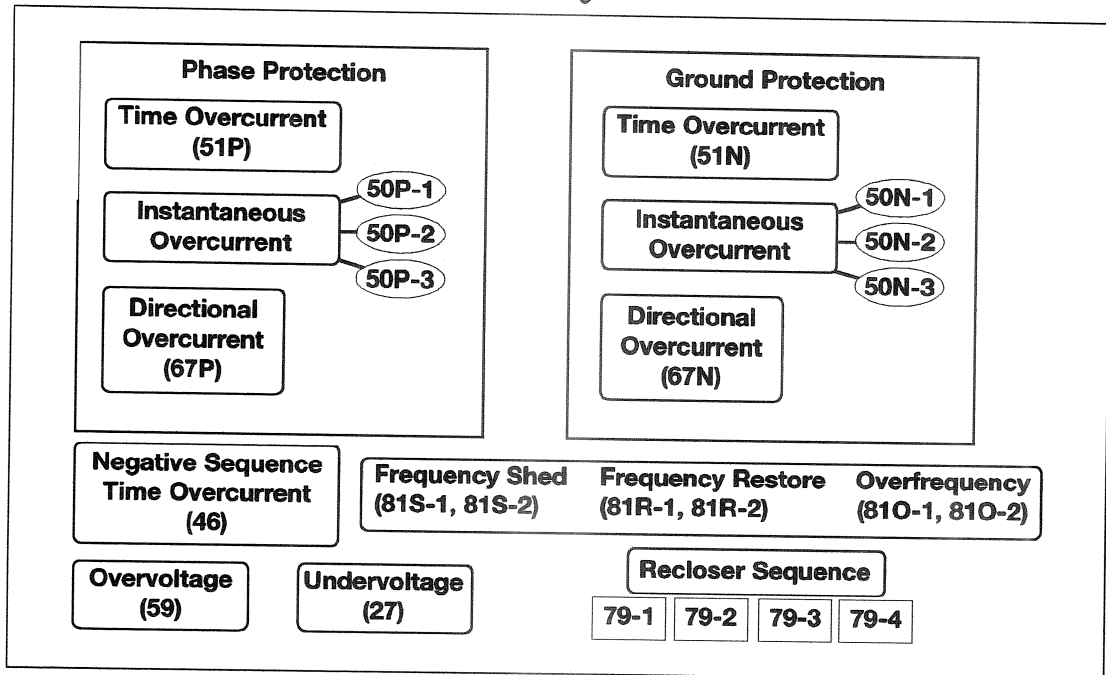 Phase Protection
Time Overcurrent
(51P)
Instantaneous
Overcurrent
50P-1
50P-2
50P-3
Directional
Overcurrent
(67P)
Ground Protection
Time Overcurrent
(51N)
Instantaneous
Overcurrent
50N-1
50N-2
50N-3
Directional
Overcurrent
(67N)
Negative Sequence
Time Overcurrent
(46)
Frequency Shed
(81S-1, 81S-2)
Frequency Restore
(81R-1, 81R-2)
Overfrequency
(81O-1, 81O-2)
Overvoltage
(59)
Undervoltage
(27)
Recloser Sequence
79-1
79-2
79-3
79-4